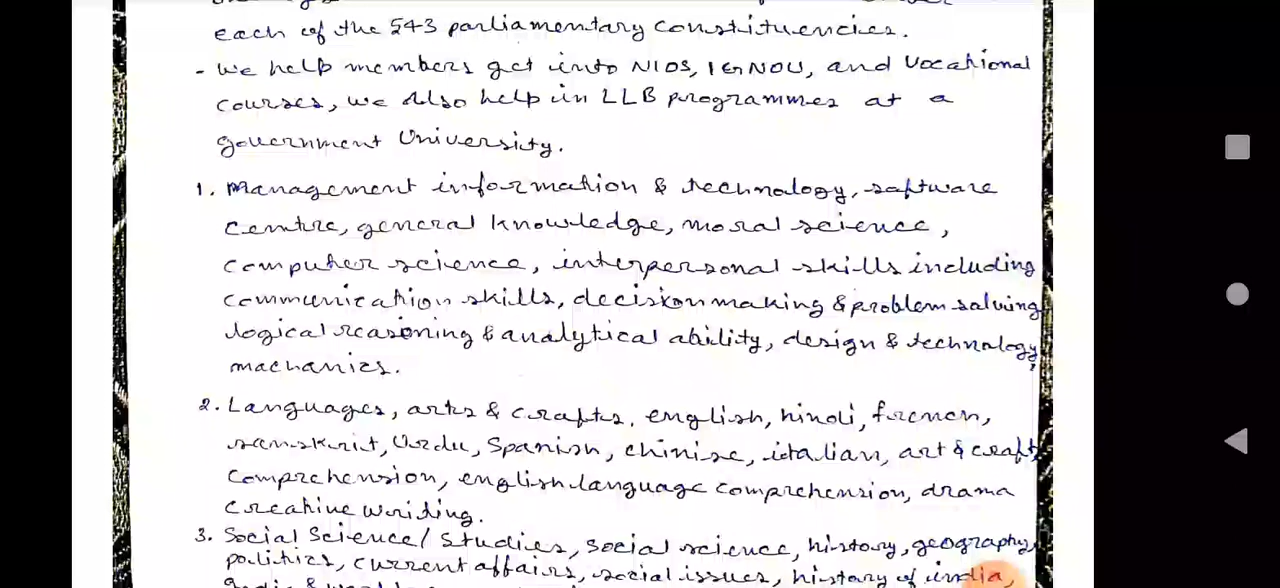 each of the 543 parliamentary constituencies.
- we help members get into NIOS, IGNOU, and vocational
courses, we also help in LLB programmes at a
government University.
1. Management information & technology, software
centre, general knowledge, moral science,
computer science, interpersonal skills including
communication skills, decision making & problem solving
logical reasoning & analytical ability, design & technology,
machanics.
2. Languages, arts & crafts, english, hindi, french,
sanskrit, Urdu, Spanish, chinise, italian, art & craft,
comprehension, english language comprehension, drama
creative writing.
3. Social Science/ Studies, social science, history, geography,
politics, current affairs, social issues, history of india,